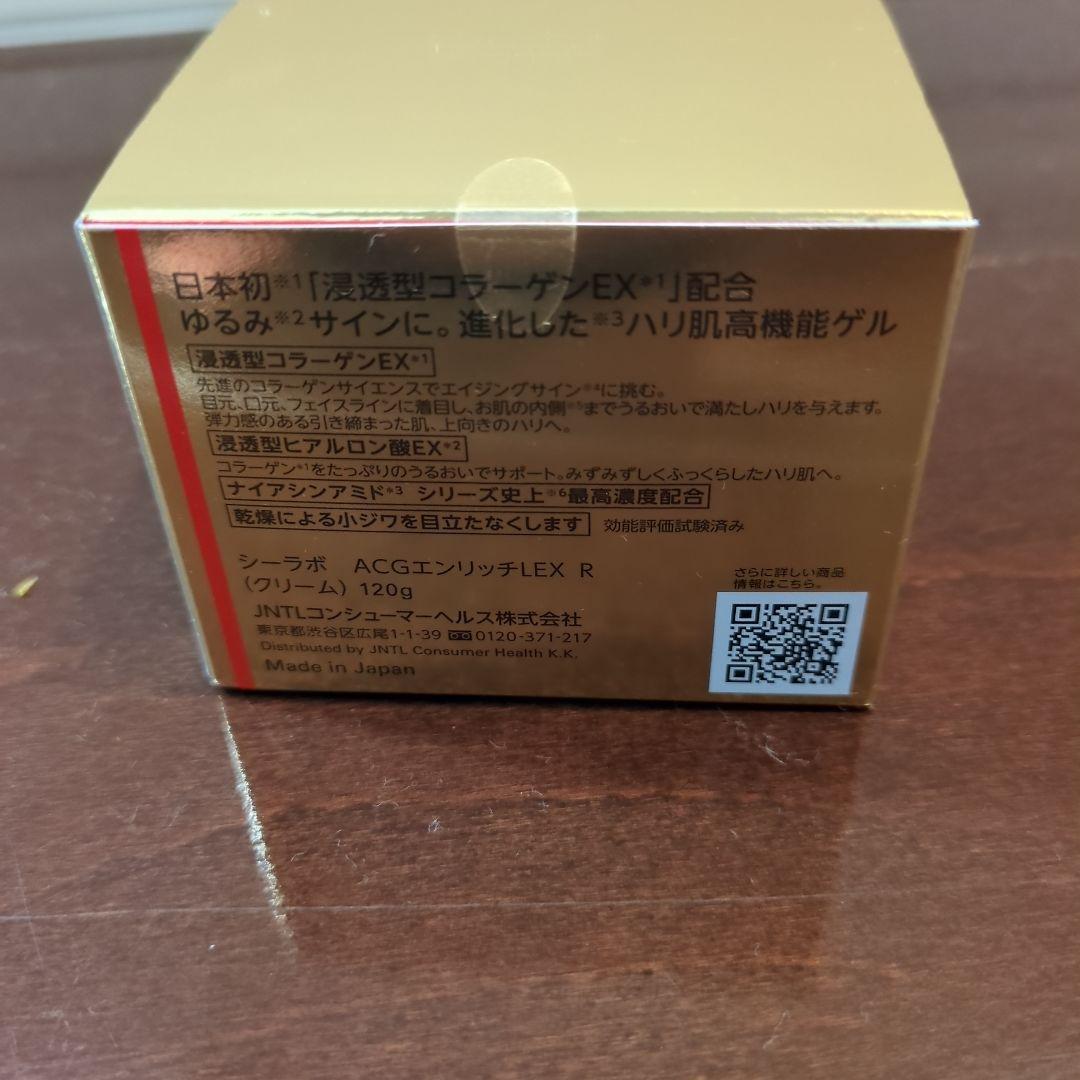 日本初※1「浸透型コラーゲンEX*1」配合
ゆるみ※2サインに。進化した※3ハリ肌高機能ゲル
浸透型コラーゲンEX*1
先進のコラーゲンサイエンスでエイジングサイン※4に挑む。
目元、口元、フェイスラインに着目し、お肌の内側※5までうるおいで満たしハリを与えます。
弾力感のある引き締まった肌、上向きのハリへ。
浸透型ヒアルロン酸EX*2
コラーゲン*1をたっぷりのうるおいでサポート。みずみずしくふっくらしたハリ肌へ。
ナイアシンアミド*3 シリーズ史上※6最高濃度配合
乾燥による小ジワを目立たなくします 効能評価試験済み
シーラボ ACGエンリッチLEX R
(クリーム) 120g
JNTLコンシューマーヘルス株式会社
東京都渋谷区広尾1-1-39 0120-371-217
Distributed by JNTL Consumer Health K.K.
Made in Japan
さらに詳しい商品
情報はこちら。